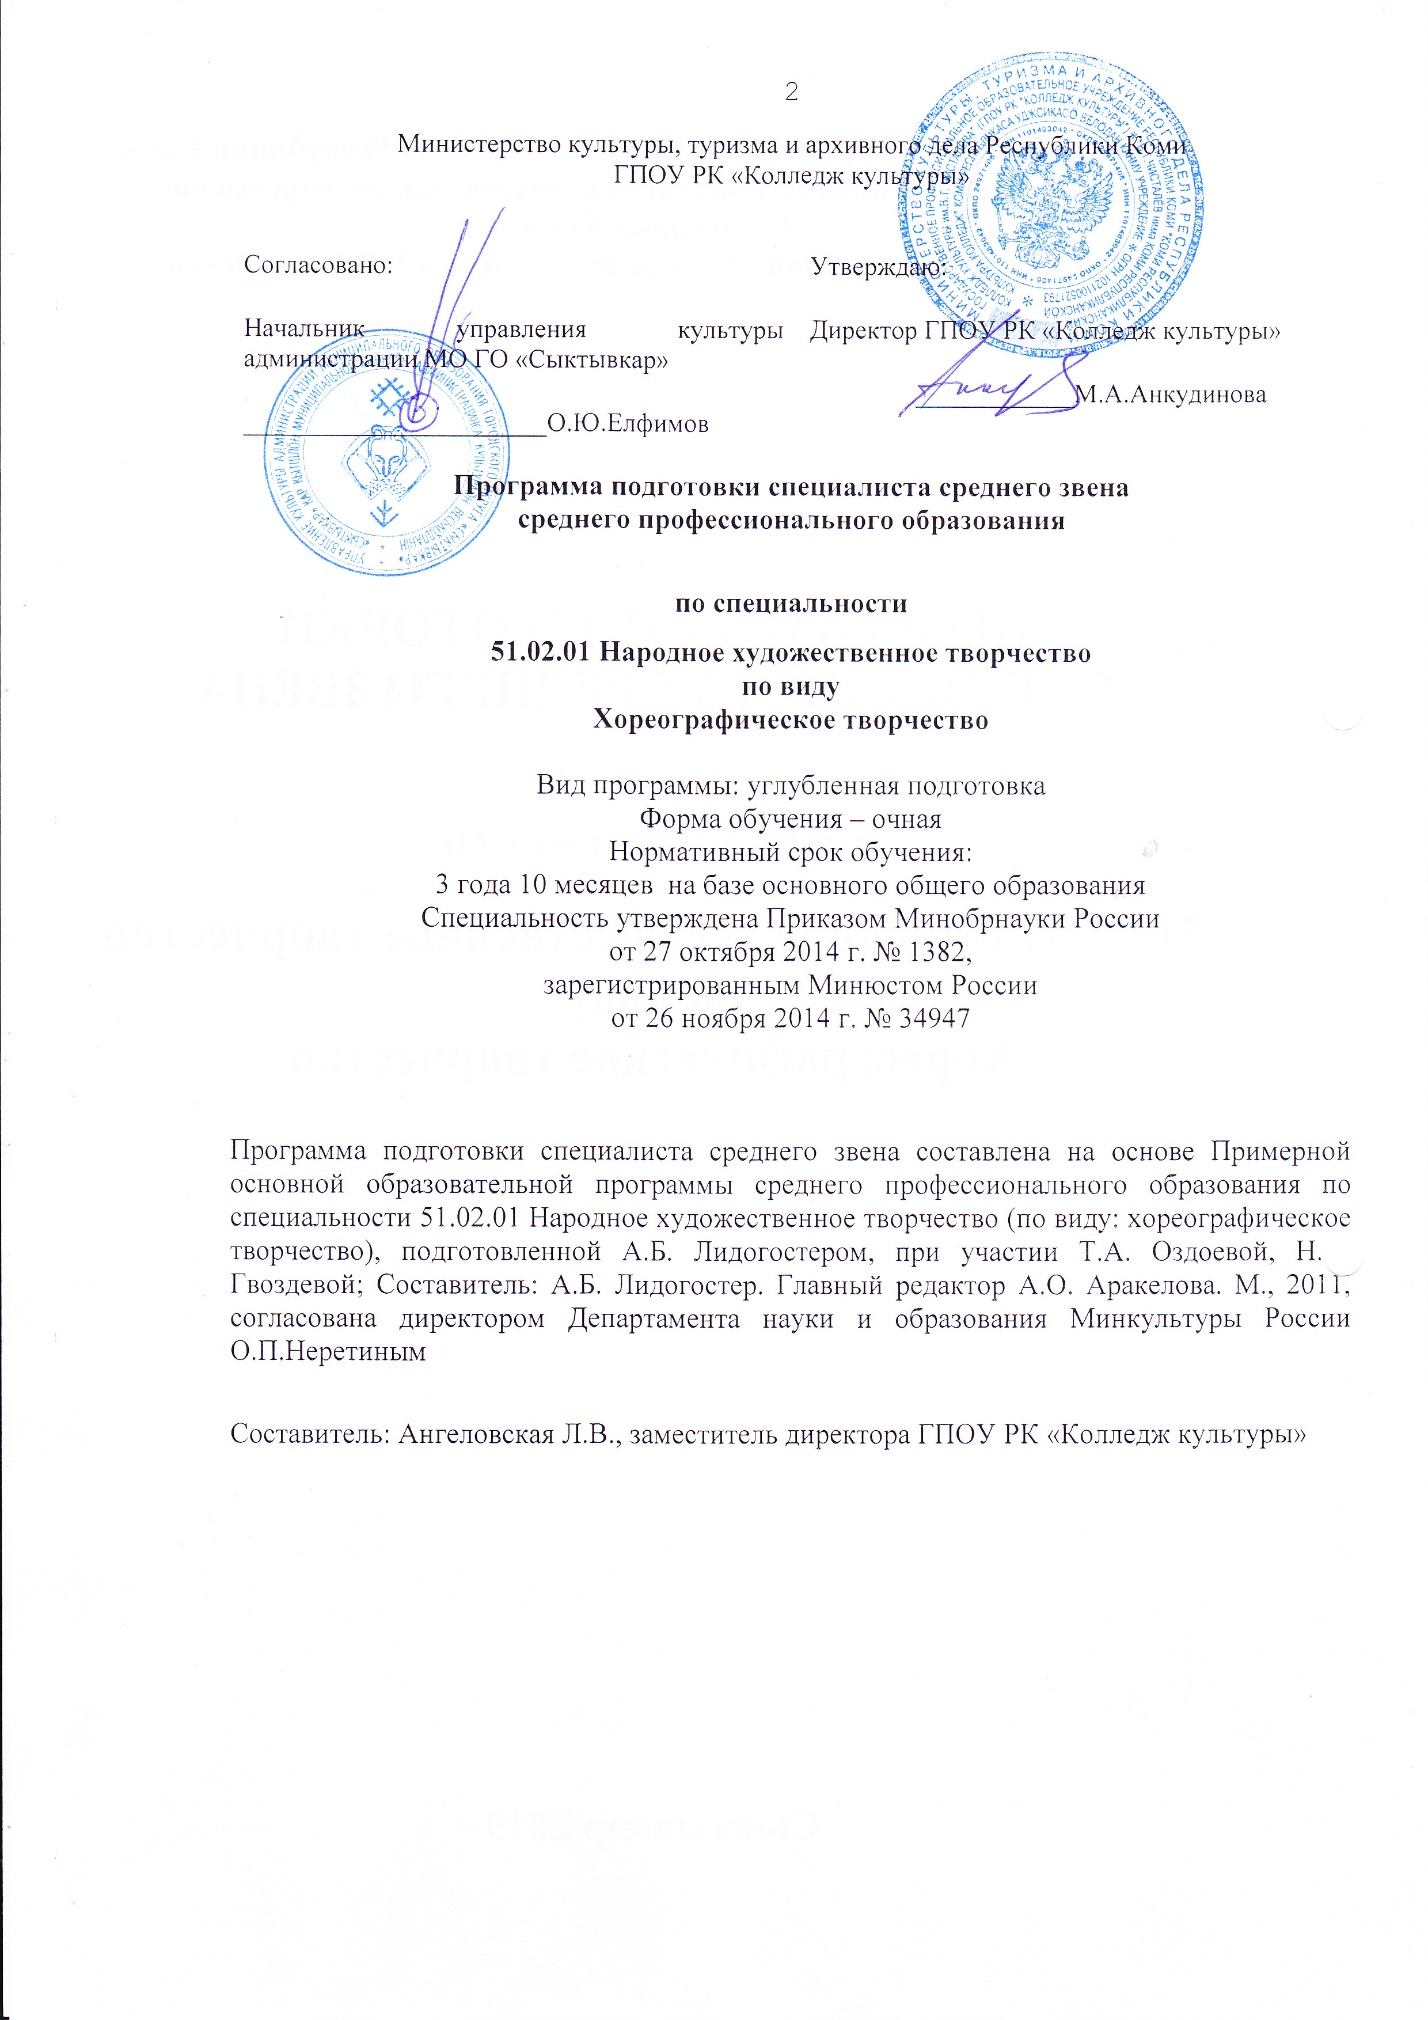 2
Министерство культуры, туризма и архивного дела Республики Коми
ГПОУ РК «Колледж культуры»
Согласовано:
Начальник управления культуры
администрации МО ГО «Сыктывкар»
О.Ю.Елфимов
Утверждаю:
Директор ГПОУ РК «Колледж культуры»
М.А.Анкудинова
Программа подготовки специалиста среднего звена
среднего профессионального образования
по специальности
51.02.01 Народное художественное творчество
по виду
Хореографическое творчество
Вид программы: углубленная подготовка
Форма обучения – очная
Нормативный срок обучения:
3 года 10 месяцев на базе основного общего образования
Специальность утверждена Приказом Минобрнауки России
от 27 октября 2014 г. № 1382,
зарегистрированным Минюстом России
от 26 ноября 2014 г. № 34947
Программа подготовки специалиста среднего звена составлена на основе Примерной
основной образовательной программы среднего профессионального образования по
специальности 51.02.01 Народное художественное творчество (по виду: хореографическое
творчество), подготовленной А.Б. Лидогостером, при участии Т.А. Оздоевой, Н.
Гвоздевой; Составитель: А.Б. Лидогостер. Главный редактор А.О. Аракелова. М., 2011,
согласована директором Департамента науки и образования Минкультуры России
О.П.Неретиным
Составитель: Ангеловская Л.В., заместитель директора ГПОУ РК «Колледж культуры»